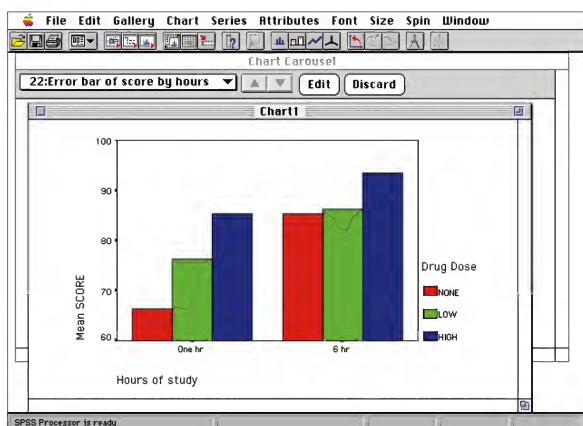 File Edit Gallery Chart Series Attributes Font Size Spin Window
Chart Carousel
22:Error bar of score by hours Edit Discard
Chart1
100
90
80
70
60
Mean SCORE
One hr 6 hr
Hours of study
Drug Dose
NONE
LOW
HIGH
SPSS Processor is ready